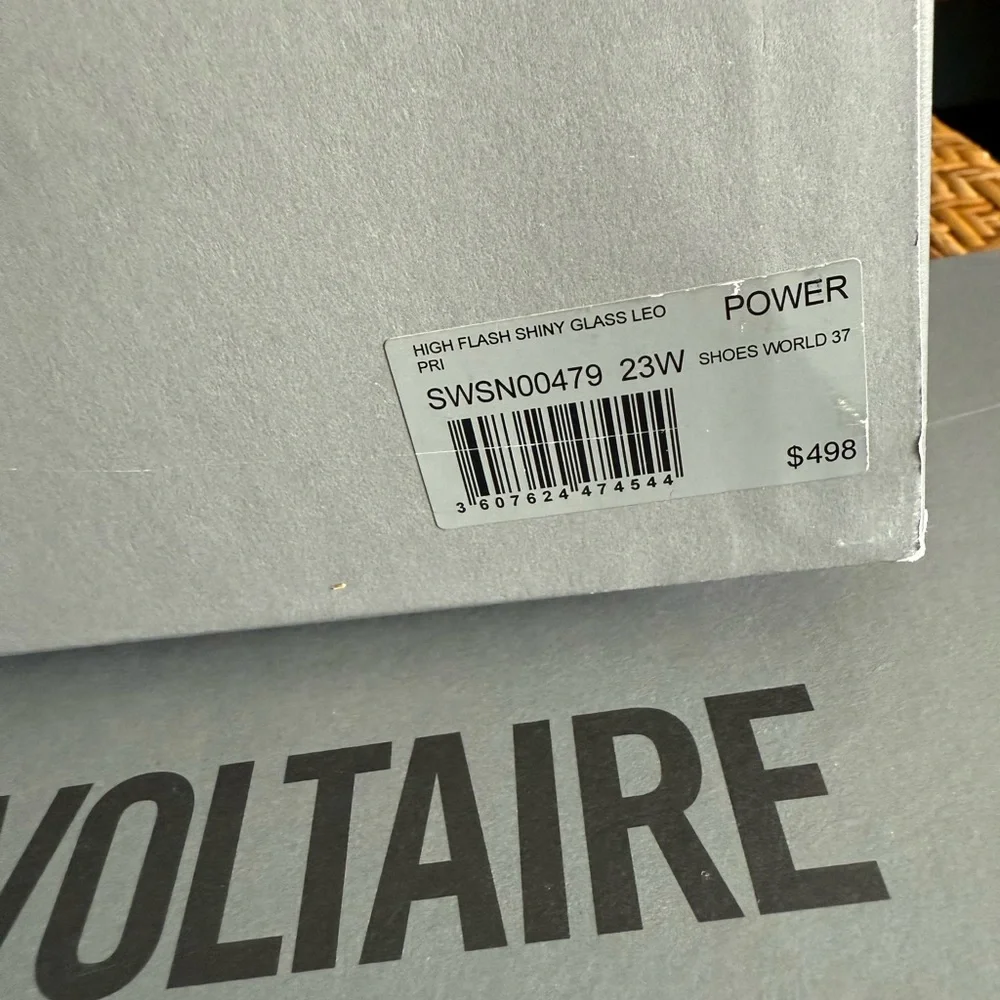 HIGH FLASH SHINY GLASS LEO
PRI
POWER
SWSN00479 23W
SHOES WORLD 37
$498
3 607624 474544
VOLTAIRE